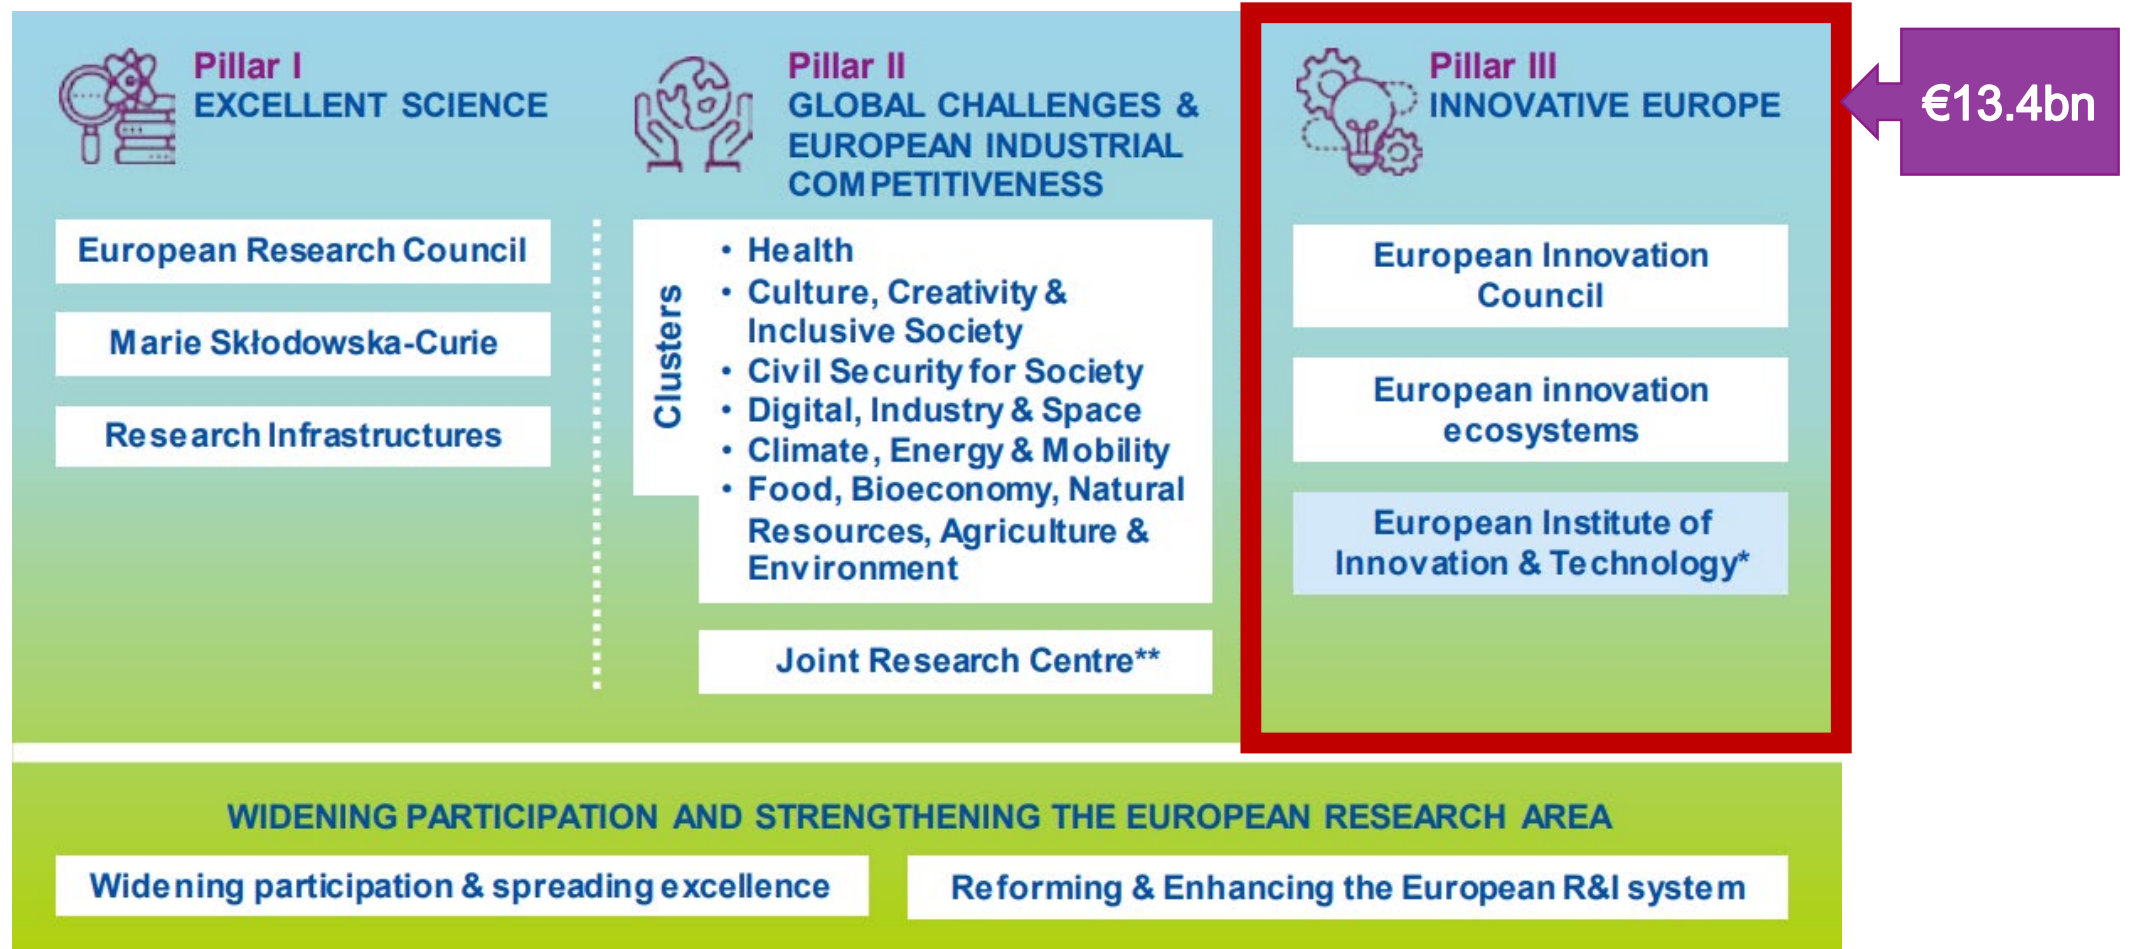 Pillar I
EXCELLENT SCIENCE
European Research Council
Marie Skłodowska-Curie
Research Infrastructures
Pillar II
GLOBAL CHALLENGES &
EUROPEAN INDUSTRIAL
COMPETITIVENESS
Clusters
• Health
• Culture, Creativity &
Inclusive Society
• Civil Security for Society
• Digital, Industry & Space
• Climate, Energy & Mobility
• Food, Bioeconomy, Natural
Resources, Agriculture &
Environment
Joint Research Centre**
Pillar III
INNOVATIVE EUROPE
European Innovation
Council
European innovation
ecosystems
European Institute of
Innovation & Technology*
€13.4bn
WIDENING PARTICIPATION AND STRENGTHENING THE EUROPEAN RESEARCH AREA
Widening participation & spreading excellence
Reforming & Enhancing the European R&I system